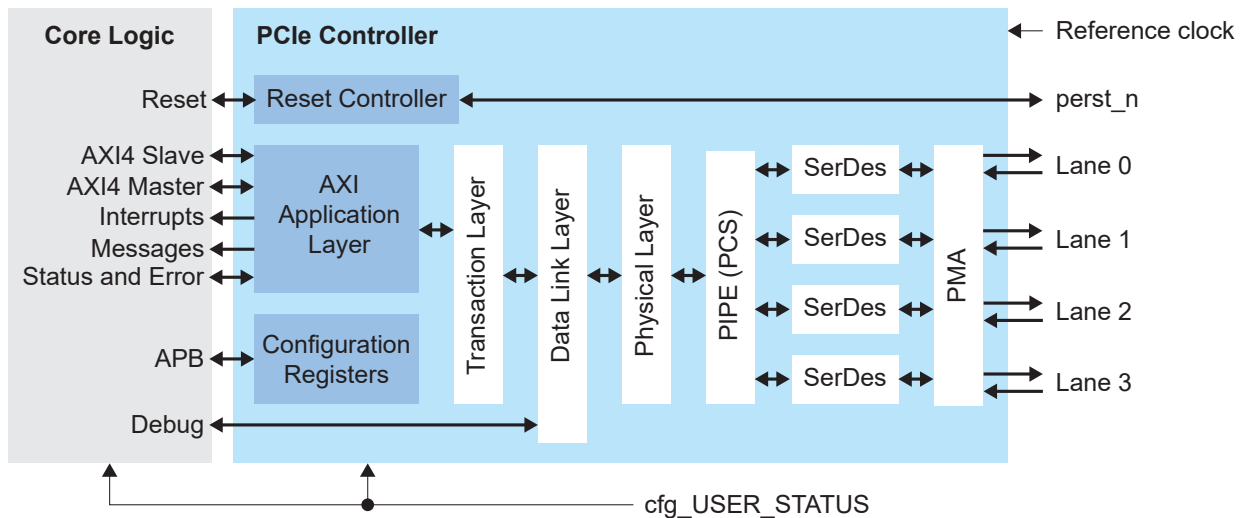 Core Logic
PCIe Controller
Reference clock
Reset
Reset Controller
perst_n
AXI4 Slave
AXI4 Master
Interrupts
Messages
Status and Error
AXI
Application
Layer
Transaction Layer
Data Link Layer
Physical Layer
PIPE (PCS)
SerDes
SerDes
SerDes
SerDes
PMA
Lane 0
Lane 1
Lane 2
Lane 3
APB
Configuration
Registers
Debug
cfg_USER_STATUS